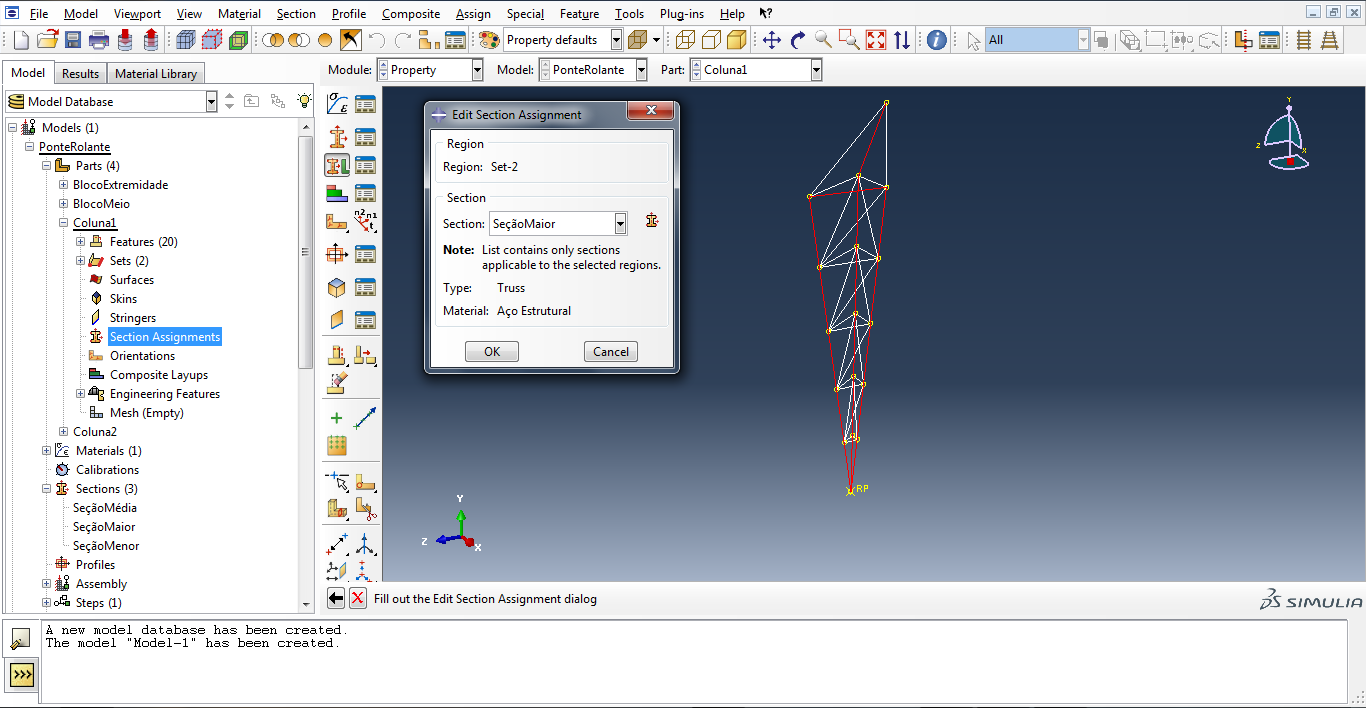 File Model Viewport View Material Section Profile Composite Assign Special Feature Tools Plug-ins Help
Property defaults All
Model Results Material Library
Module: Property Model: PonteRolante Part: Coluna1
Model Database
Models (1)
PonteRolante
Parts (4)
BlocoExtremidade
BlocoMeio
Coluna1
Features (20)
Sets (2)
Surfaces
Skins
Stringers
Section Assignments
Orientations
Composite Layups
Engineering Features
Mesh (Empty)
Coluna2
Materials (1)
Calibrations
Sections (3)
SeçãoMédia
SeçãoMaior
SeçãoMenor
Profiles
Assembly
Steps (1)
Edit Section Assignment
Region
Region: Set-2
Section
Section: SeçãoMaior
Note: List contains only sections
applicable to the selected regions.
Type: Truss
Material: Aço Estrutural
OK Cancel
Y
Z
X
RP
Y
Z
X
Fill out the Edit Section Assignment dialog
SIMULIA
A new model database has been created.
The model "Model-1" has been created.
>>>